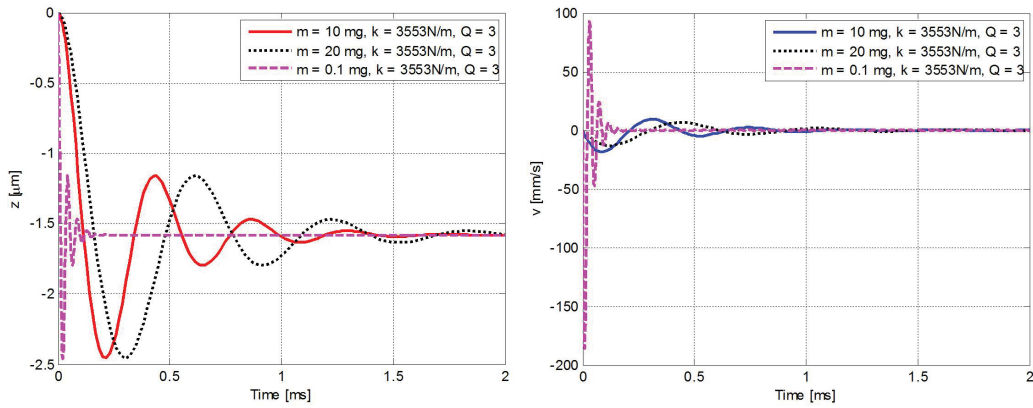 0
-0.5
-1
-1.5
-2
-2.5
z [µm]
0
0.5
1
1.5
2
Time [ms]
m = 10 mg, k = 3553N/m, Q = 3
m = 20 mg, k = 3553N/m, Q = 3
m = 0.1 mg, k = 3553N/m, Q = 3
100
50
0
-50
-100
-150
-200
v [mm/s]
0
0.5
1
1.5
2
Time [ms]
m = 10 mg, k = 3553N/m, Q = 3
m = 20 mg, k = 3553N/m, Q = 3
m = 0.1 mg, k = 3553N/m, Q = 3